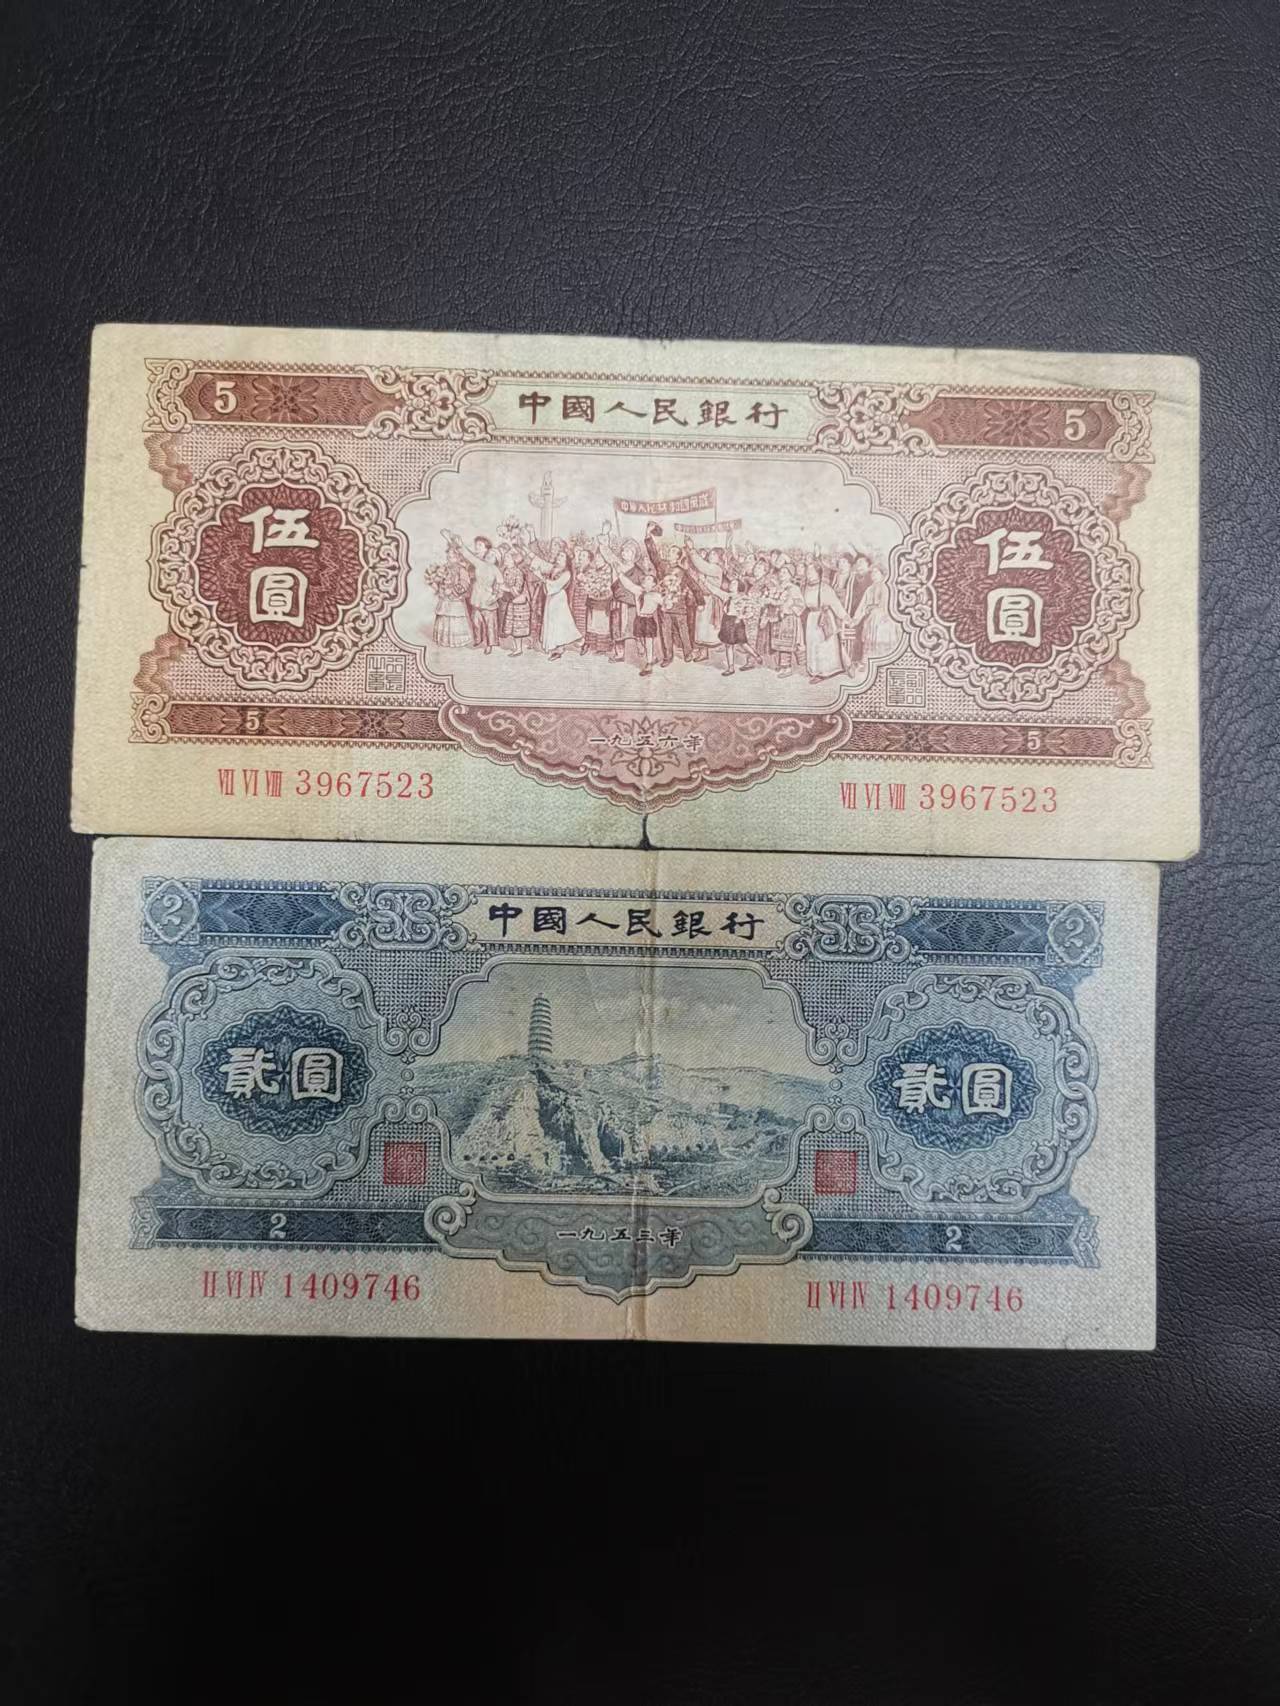 5 中國人民銀行 5
伍圓 伍圓
5 一九五六年 5
Ⅶ Ⅵ Ⅷ 3967523 Ⅶ Ⅵ Ⅷ 3967523
2 中國人民銀行 2
貳圓 貳圓
2 一九五三年 2
Ⅱ Ⅵ Ⅳ 1409746 Ⅱ Ⅵ Ⅳ 1409746